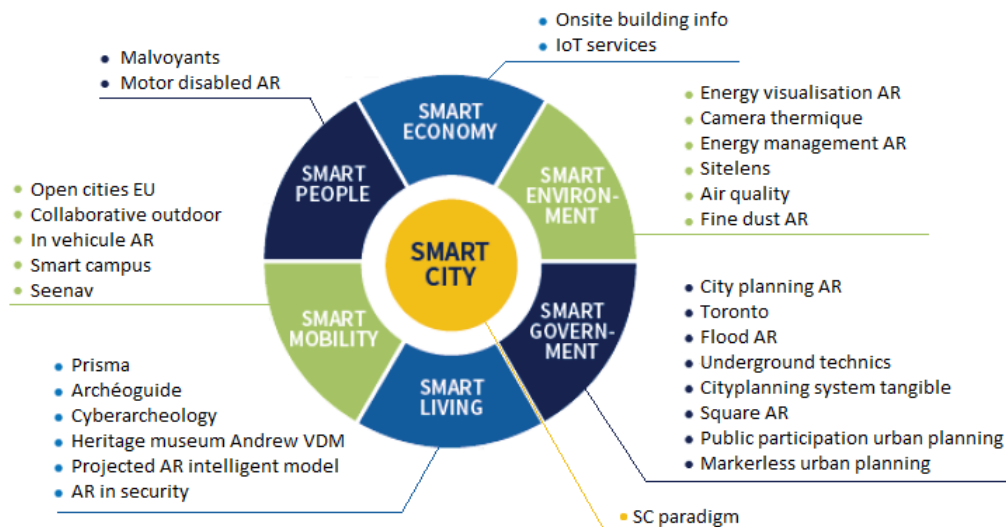 Onsite building info
IoT services
Malvoyants
Motor disabled AR
SMART
ECONOMY
Energy visualisation AR
Camera thermique
Energy management AR
Sitelens
Air quality
Fine dust AR
SMART
PEOPLE
SMART
ENVIRON-
MENT
Open cities EU
Collaborative outdoor
In vehicule AR
Smart campus
Seenav
SMART
CITY
City planning AR
Toronto
Flood AR
Underground technics
Cityplanning system tangible
Square AR
Public participation urban planning
Markerless urban planning
SMART
MOBILITY
SMART
GOVERN-
MENT
Prisma
Archéoguide
Cyberarcheology
Heritage museum Andrew VDM
Projected AR intelligent model
AR in security
SMART
LIVING
SC paradigm